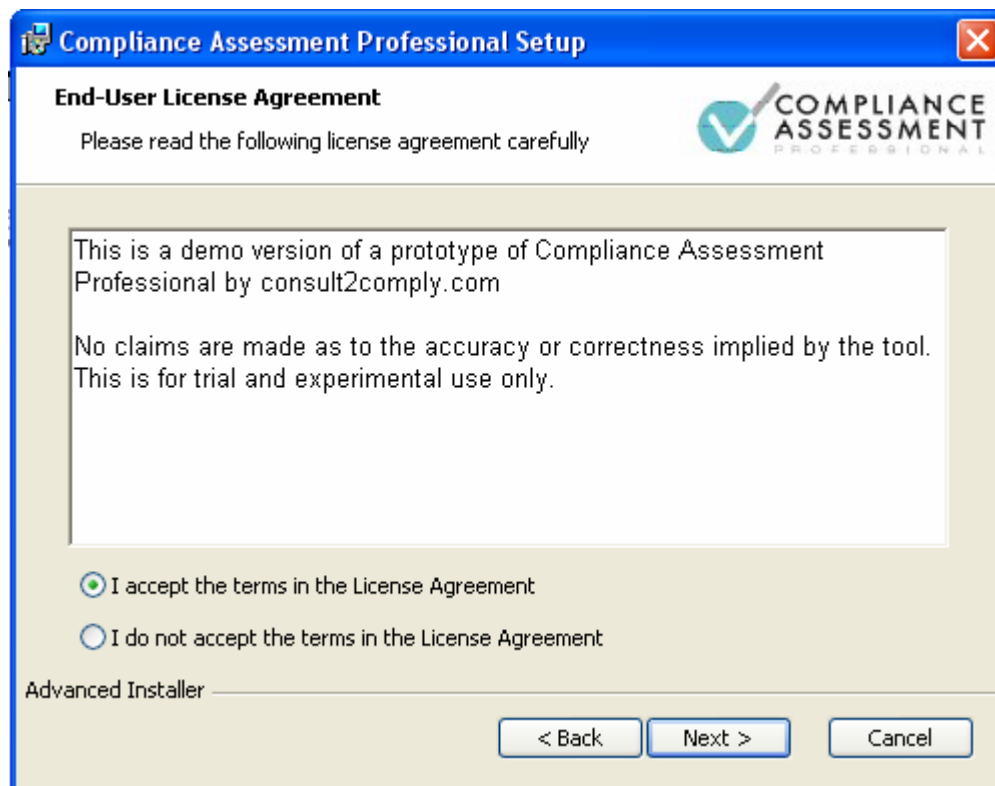 Compliance Assessment Professional Setup
End-User License Agreement
Please read the following license agreement carefully
COMPLIANCE
ASSESSMENT
PROFESSIONAL
This is a demo version of a prototype of Compliance Assessment
Professional by consult2comply.com
No claims are made as to the accuracy or correctness implied by the tool.
This is for trial and experimental use only.
I accept the terms in the License Agreement
I do not accept the terms in the License Agreement
Advanced Installer
< Back
Next >
Cancel